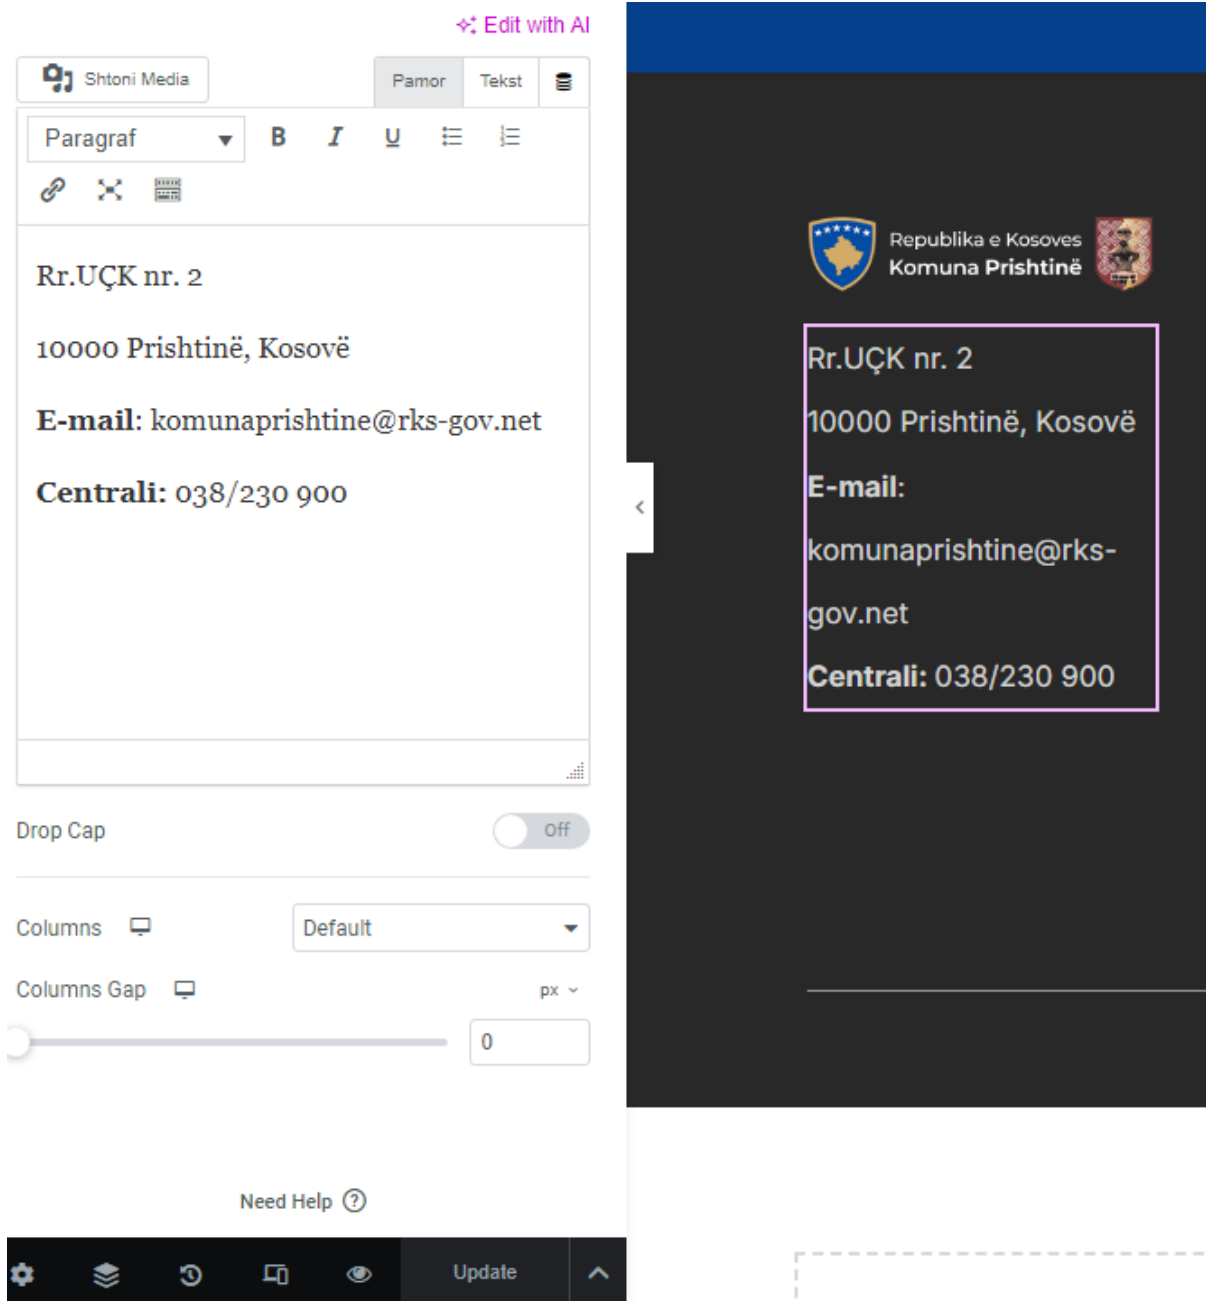 Edit with AI
Shtoni Media
Pamor
Tekst
Paragraf
B I U
Rr.UÇK nr. 2
10000 Prishtinë, Kosovë
E-mail: komunaprishtine@rks-gov.net
Centrali: 038/230 900
Drop Cap
Off
Columns
Default
Columns Gap
px
0
Need Help ?
Update
Republika e Kosoves
Komuna Prishtinë
Rr.UÇK nr. 2
10000 Prishtinë, Kosovë
E-mail:
komunaprishtine@rks-
gov.net
Centrali: 038/230 900